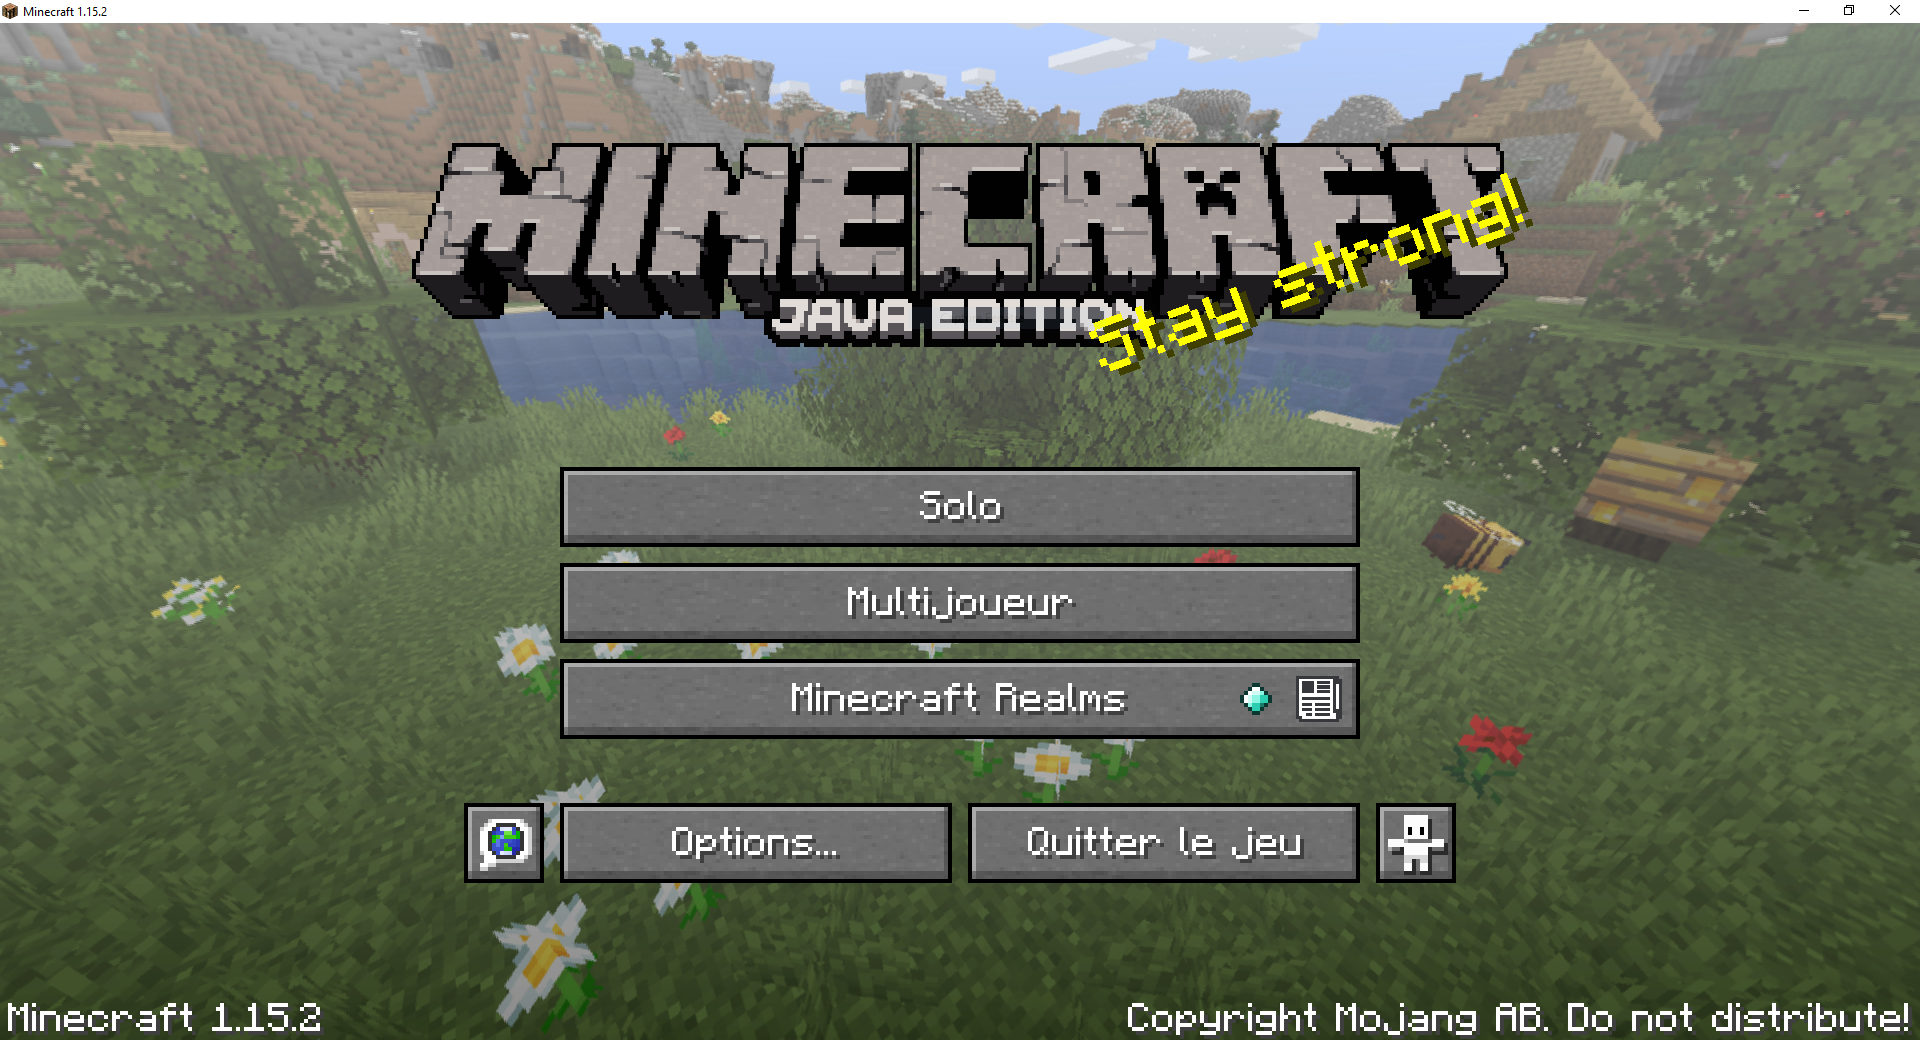 Minecraft 1.15.2
MINECRAFT
JAVA EDITION
Stay strong!
Solo
Multijoueur
Minecraft Realms
Options...
Quitter le jeu
Minecraft 1.15.2
Copyright Mojang AB. Do not distribute!